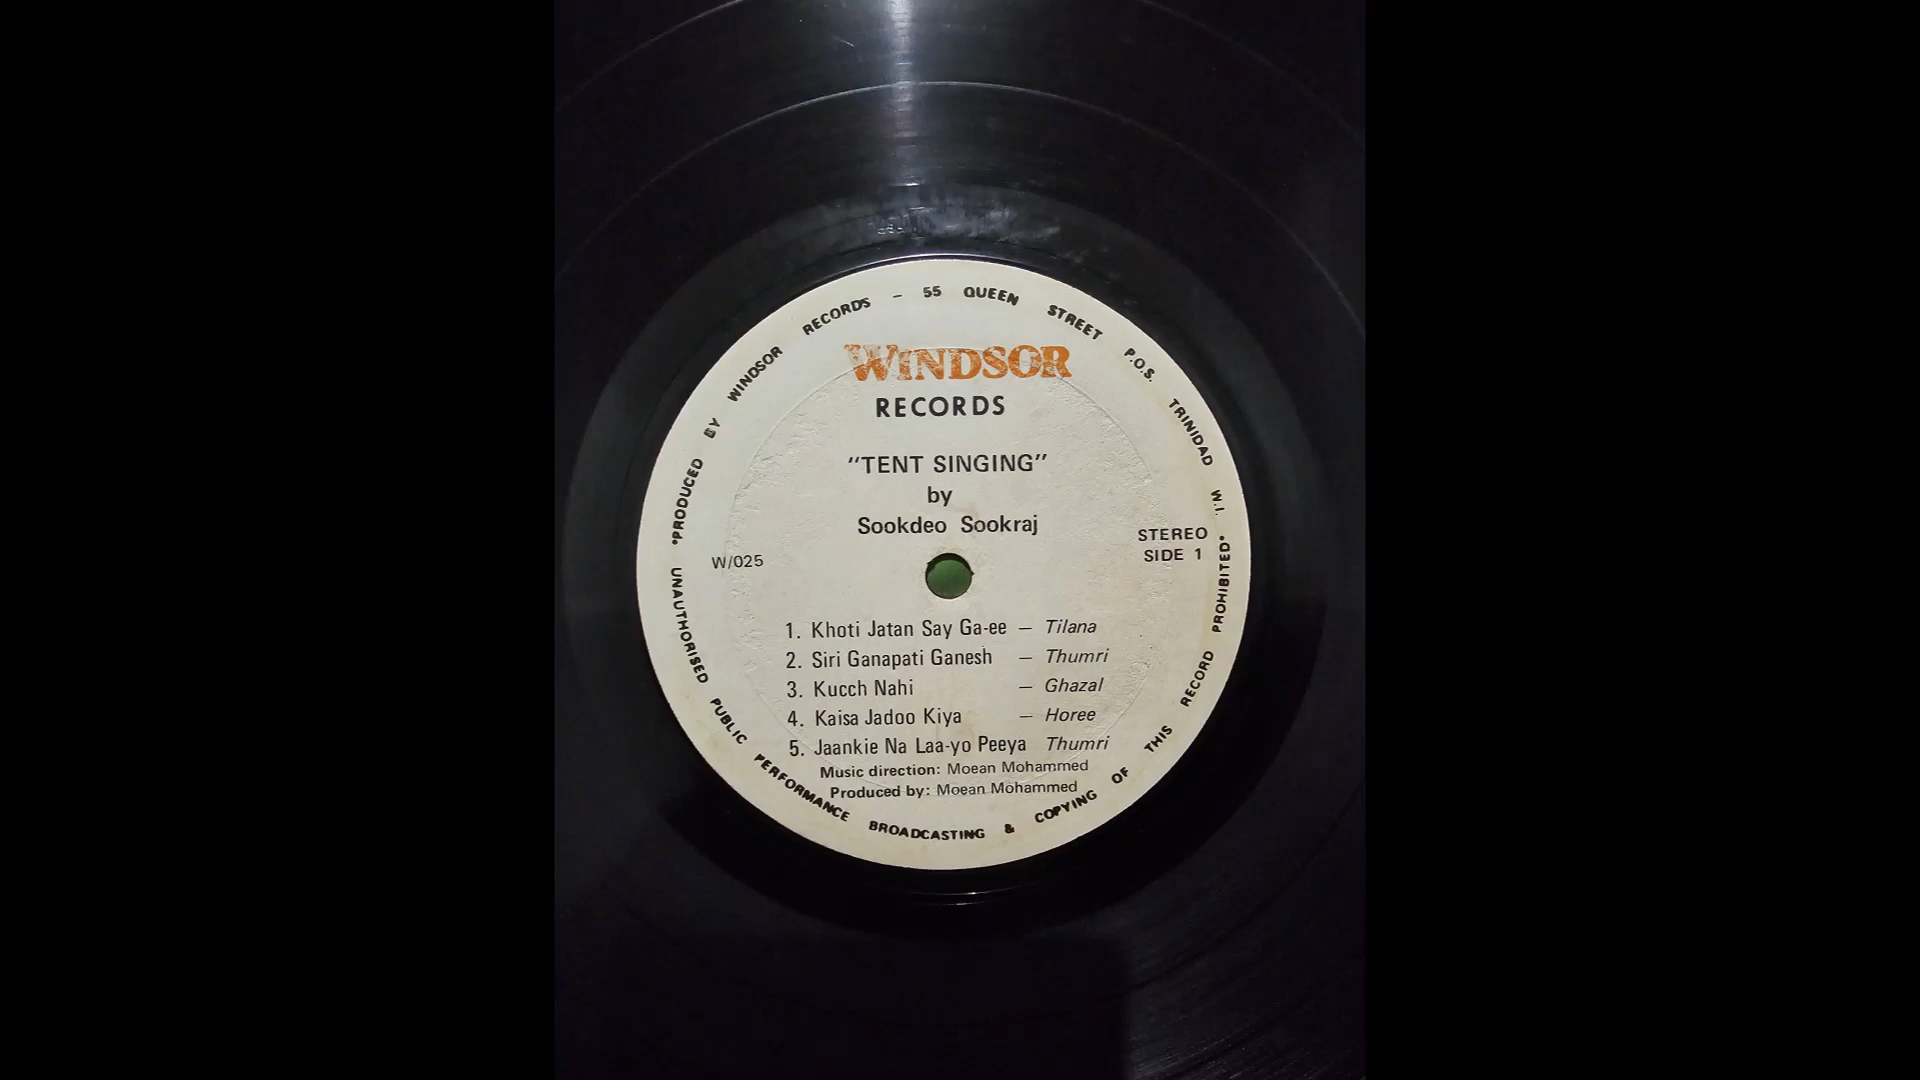 "PRODUCED BY WINDSOR RECORDS – 55 QUEEN STREET P.O.S. TRINIDAD W.I.
WINDSOR
RECORDS
"TENT SINGING"
by
Sookdeo Sookraj
STEREO
W/025
SIDE 1
1. Khoti Jatan Say Ga-ee – Tilana
2. Siri Ganapati Ganesh – Thumri
3. Kucch Nahi – Ghazal
4. Kaisa Jadoo Kiya – Horee
5. Jaankie Na Laa-yo Peeya Thumri
Music direction: Moean Mohammed
Produced by: Moean Mohammed
UNAUTHORISED PUBLIC PERFORMANCE BROADCASTING & COPYING OF THIS RECORD PROHIBITED"